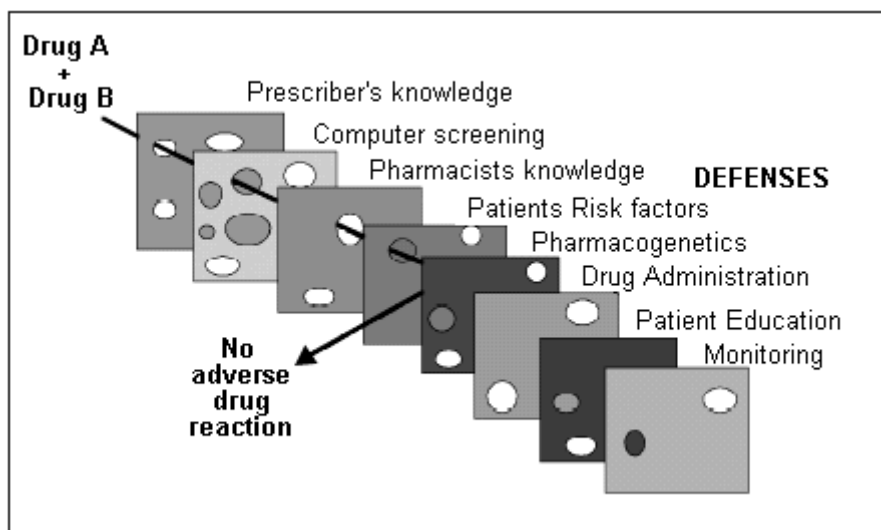 Drug A
+
Drug B
Prescriber's knowledge
Computer screening
Pharmacists knowledge
DEFENSES
Patients Risk factors
Pharmacogenetics
Drug Administration
Patient Education
Monitoring
No
adverse
drug
reaction